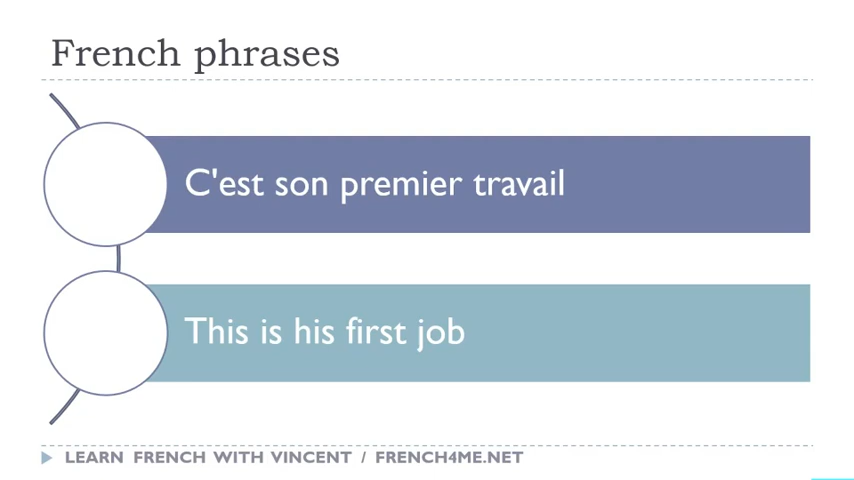 French phrases
C'est son premier travail
This is his first job
LEARN FRENCH WITH VINCENT / FRENCH4ME.NET